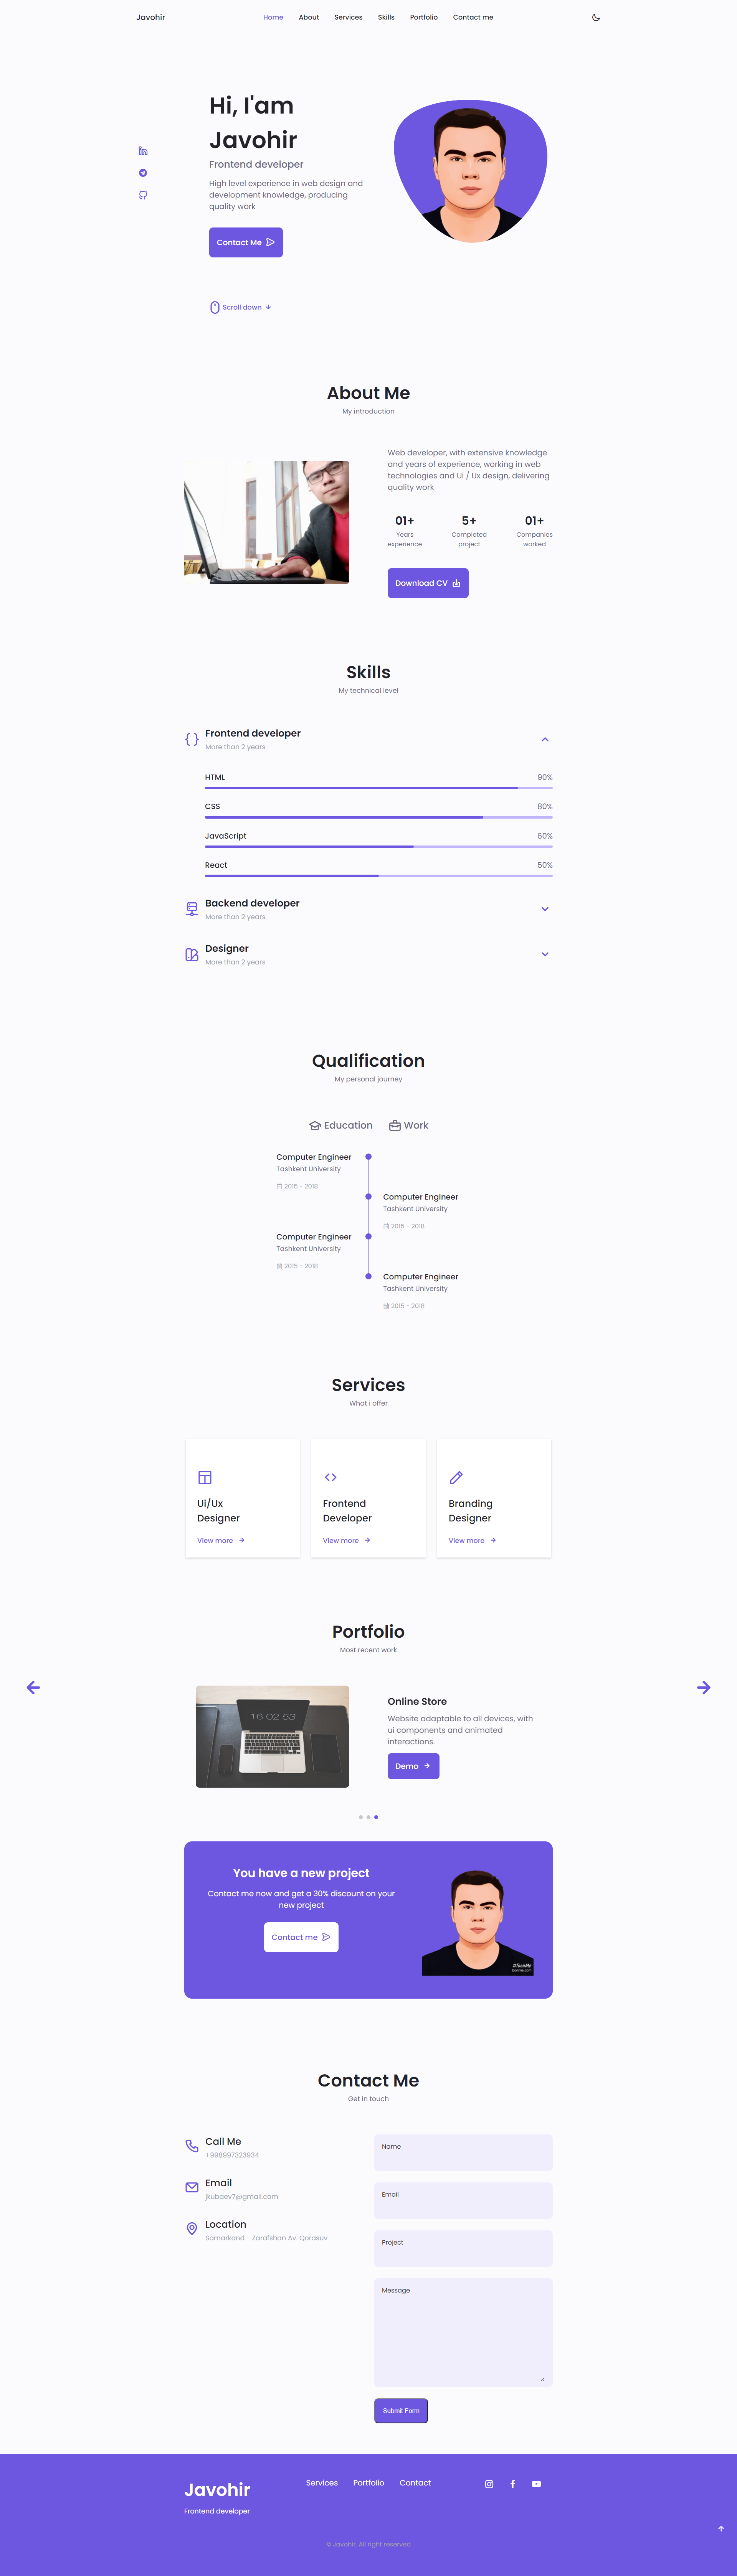 Javohir
Home About Services Skills Portfolio Contact me
Hi, I'am
Javohir
Frontend developer
High level experience in web design and
development knowledge, producing
quality work
Contact Me
Scroll down
About Me
My introduction
Web developer, with extensive knowledge
and years of experience, working in web
technologies and Ui / Ux design, delivering
quality work
01+ 5+ 01+
Years Completed Companies
experience project worked
Download CV
Skills
My technical level
Frontend developer
More than 2 years
HTML 90%
CSS 80%
JavaScript 60%
React 50%
Backend developer
More than 2 years
Designer
More than 2 years
Qualification
My personal journey
Education Work
Computer Engineer
Tashkent University
2015 - 2018
Computer Engineer
Tashkent University
2015 - 2018
Computer Engineer
Tashkent University
2015 - 2018
Computer Engineer
Tashkent University
2015 - 2018
Services
What i offer
Ui/Ux
Designer
View more
Frontend
Developer
View more
Branding
Designer
View more
Portfolio
Most recent work
16 02 53
Online Store
Website adaptable to all devices, with
ui components and animated
interactions.
Demo
You have a new project
Contact me now and get a 30% discount on your
new project
Contact me
Contact Me
Get in touch
Call Me
+998997323934
Email
jkubaev7@gmail.com
Location
Samarkand - Zarafshan Av. Qorasuv
Name
Email
Project
Message
Submit Form
Javohir
Frontend developer
Services Portfolio Contact
© Javohir. All right reserved